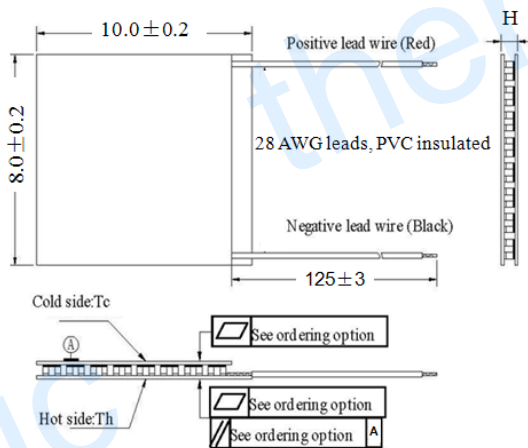 10.0±0.2
H
Positive lead wire (Red)
8.0±0.2
28 AWG leads, PVC insulated
Negative lead wire (Black)
125±3
Cold side:Tc
A
See ordering option
Hot side:Th
See ordering option
See ordering option A